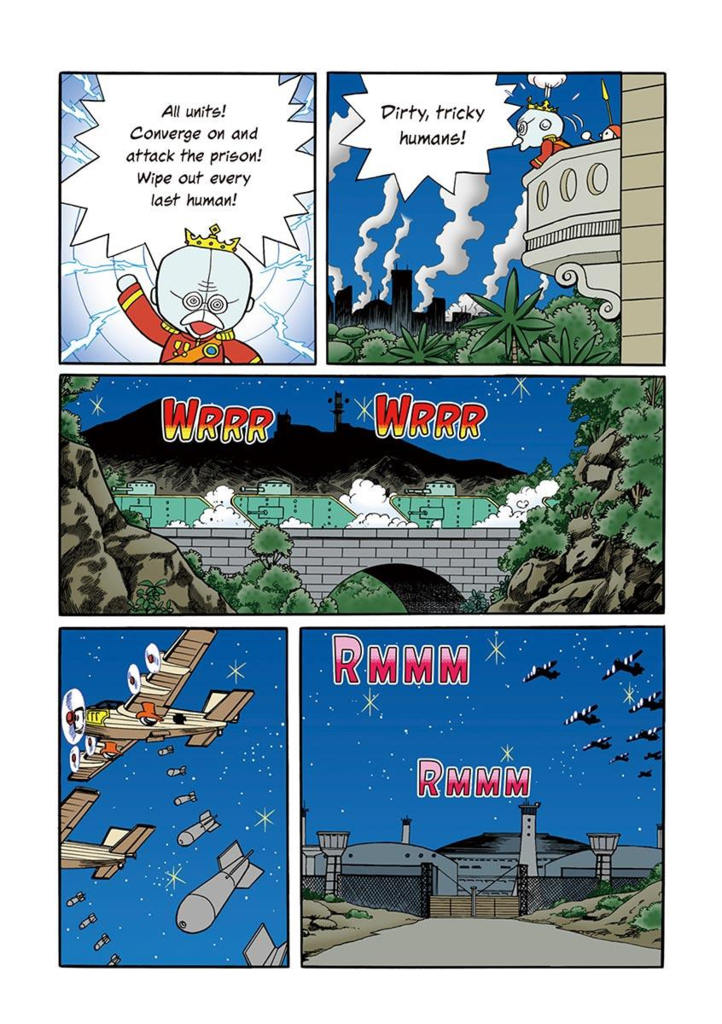 Dirty, tricky
humans!
All units!
Converge on and
attack the prison!
Wipe out every
last human!
WRRR
WRRR
RMMM
RMMM